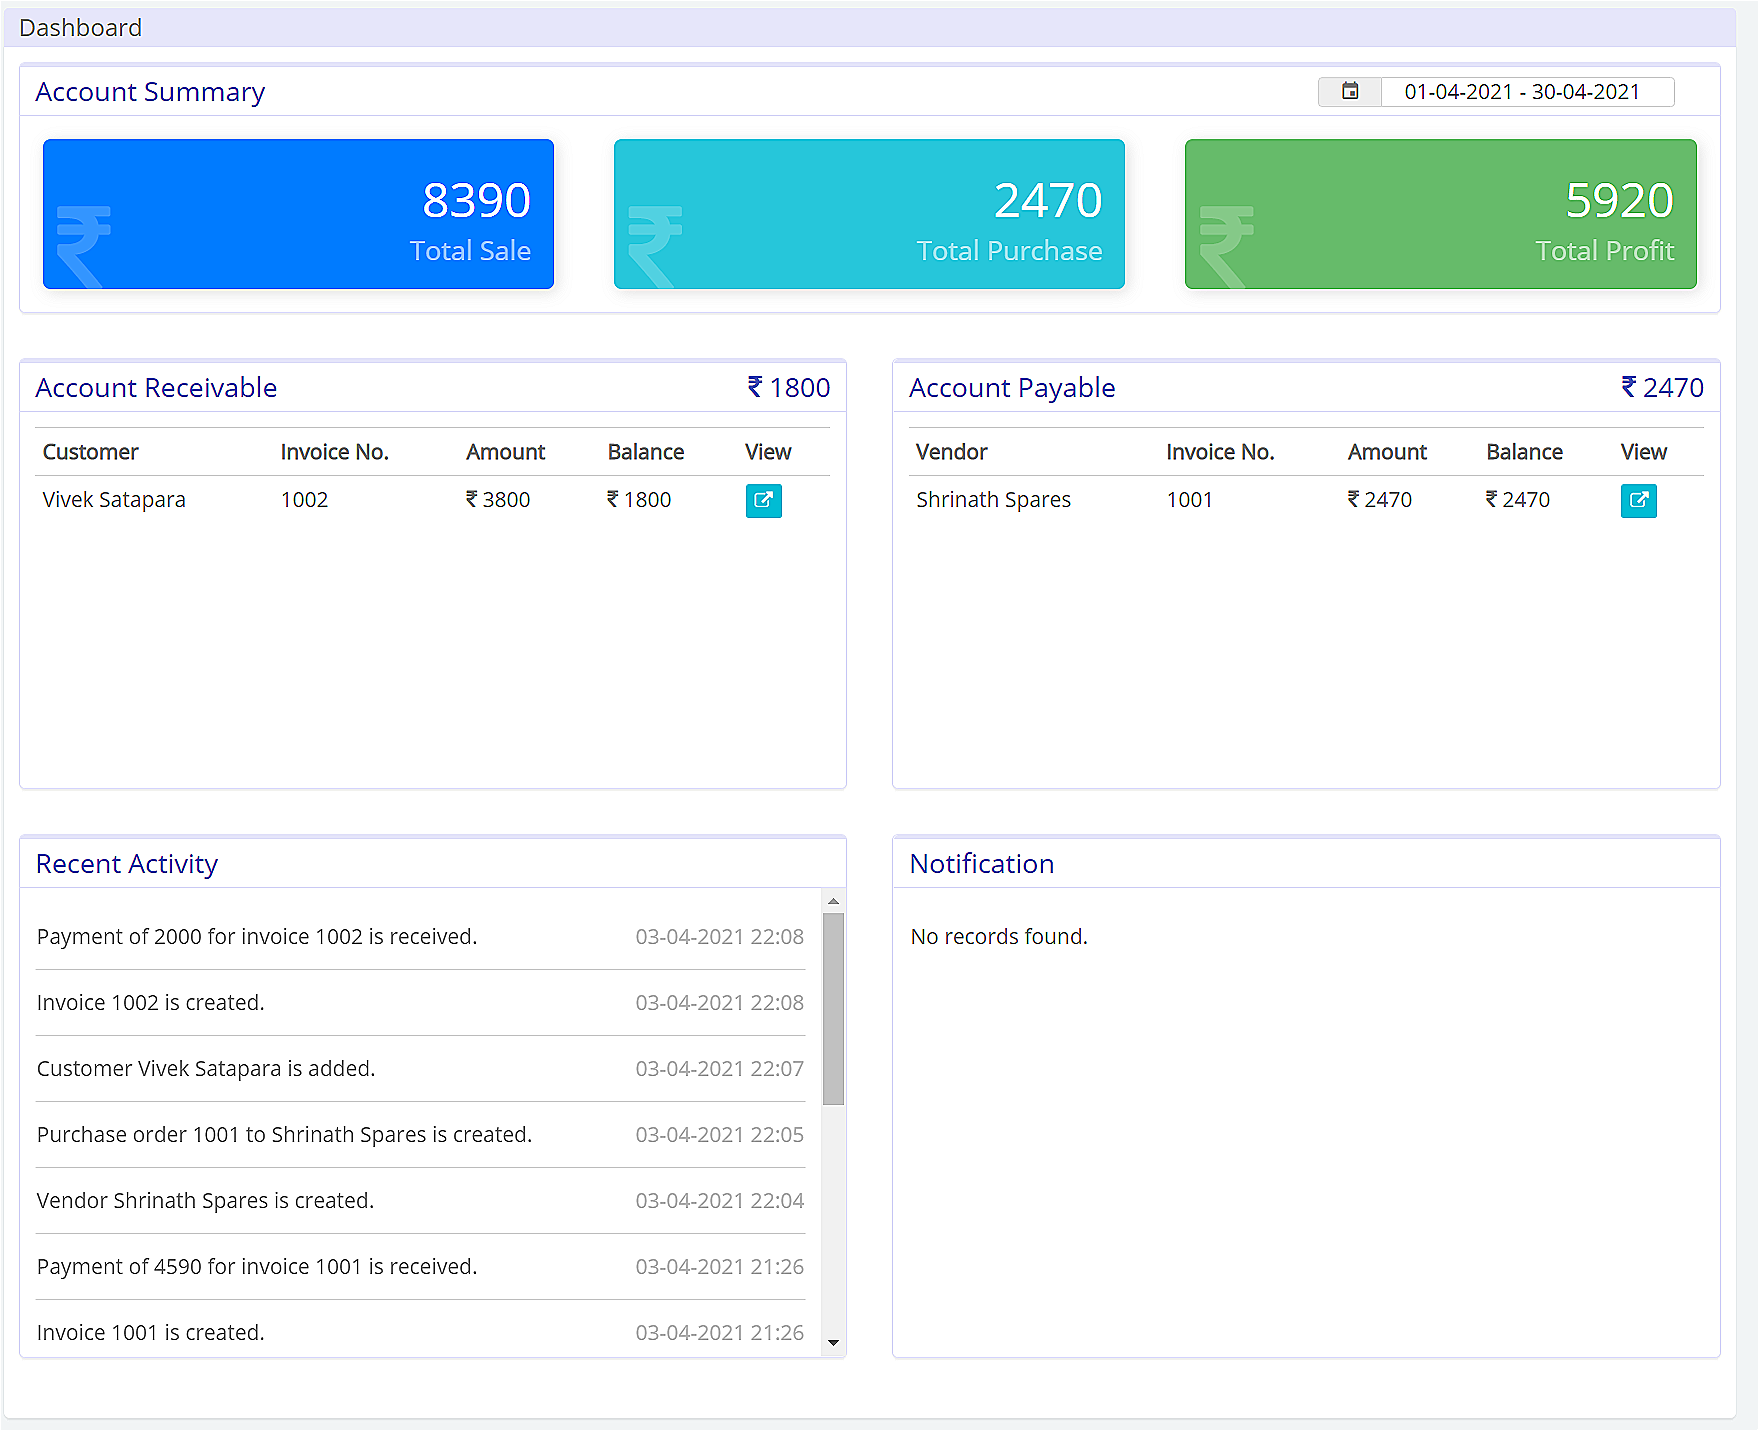 Dashboard
Account Summary
01-04-2021 - 30-04-2021
₹ 8390
Total Sale
₹ 2470
Total Purchase
₹ 5920
Total Profit
Account Receivable ₹ 1800
Customer Invoice No. Amount Balance View
Vivek Satapara 1002 ₹ 3800 ₹ 1800
Account Payable ₹ 2470
Vendor Invoice No. Amount Balance View
Shrinath Spares 1001 ₹ 2470 ₹ 2470
Recent Activity
Payment of 2000 for invoice 1002 is received. 03-04-2021 22:08
Invoice 1002 is created. 03-04-2021 22:08
Customer Vivek Satapara is added. 03-04-2021 22:07
Purchase order 1001 to Shrinath Spares is created. 03-04-2021 22:05
Vendor Shrinath Spares is created. 03-04-2021 22:04
Payment of 4590 for invoice 1001 is received. 03-04-2021 21:26
Invoice 1001 is created. 03-04-2021 21:26
Notification
No records found.